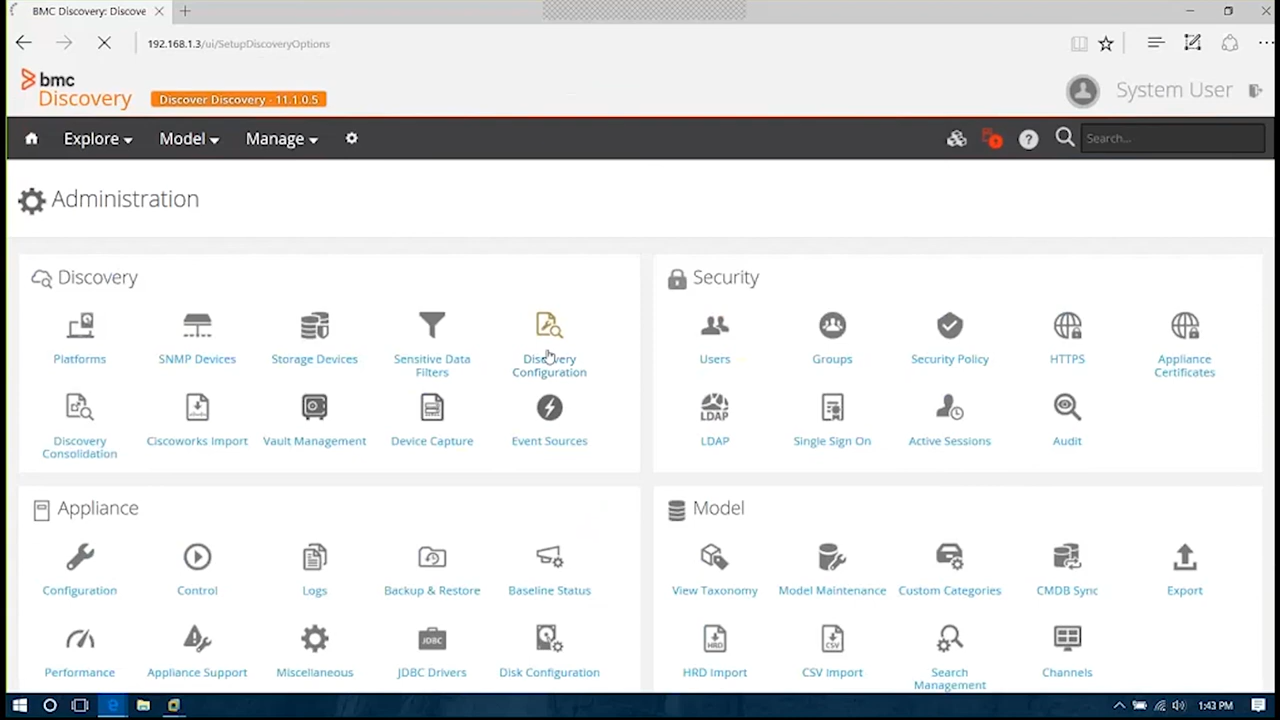 BMC Discovery: Discove
192.168.1.3/ui/SetupDiscoveryOptions
bmc
Discovery
Discover Discovery - 11.1.0.5
System User
Explore
Model
Manage
Search...
Administration
Discovery
Platforms
SNMP Devices
Storage Devices
Sensitive Data
Filters
Discovery
Configuration
Discovery
Consolidation
Ciscoworks Import
Vault Management
Device Capture
Event Sources
Security
Users
Groups
Security Policy
HTTPS
Appliance
Certificates
LDAP
LDAP
Single Sign On
Active Sessions
Audit
Appliance
Configuration
Control
Logs
Backup & Restore
Baseline Status
Performance
Appliance Support
Miscellaneous
JDBC
JDBC Drivers
Disk Configuration
Model
View Taxonomy
Model Maintenance
Custom Categories
CMDB Sync
Export
HRD
HRD Import
CSV
CSV Import
Search
Management
Channels
1:43 PM